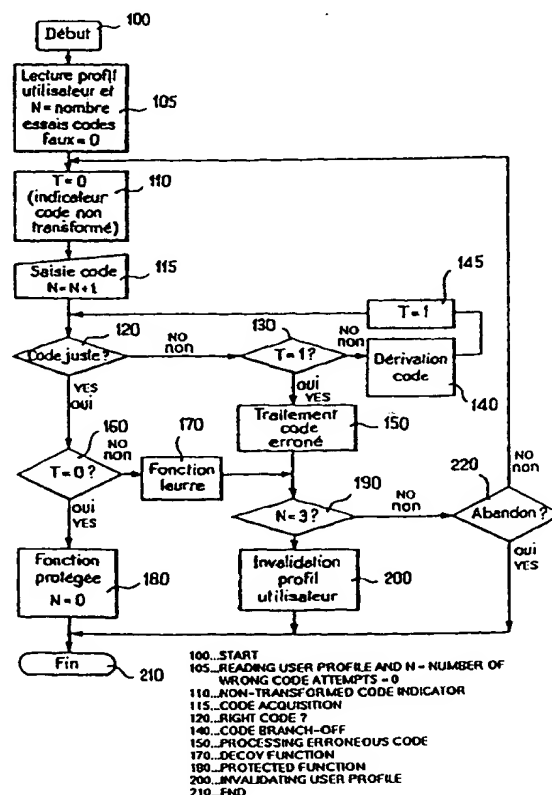 100
Début
Lecture profil
utilisateur et
N = nombre
essais codes
faux = 0
105
T = 0
(indicateur
code non
transformé)
110
Saisie code
N = N+1
115
145
T = 1
120
Code juste ?
NO
non
130
T=1 ?
NO
non
Dérivation
code
140
YES
OUI
OUI
YES
Traitement
code
erroné
150
160
T=0 ?
NO
non
170
Fonction
leurre
190
N=3 ?
NO
non
220
Abandon ?
NO
non
OUI
YES
OUI
YES
Fonction
protégée
N=0
180
Invalidation
profil
utilisateur
200
Fin
210
100...START
105...READING USER PROFILE AND N - NUMBER OF
WRONG CODE ATTEMPTS - 0
110...NON-TRANSFORMED CODE INDICATOR
115...CODE ACQUISITION
120...RIGHT CODE ?
140...CODE BRANCH-OFF
150...PROCESSING ERRONEOUS CODE
170...DECOY FUNCTION
180...PROTECTED FUNCTION
200...INVALIDATING USER PROFILE
210...END